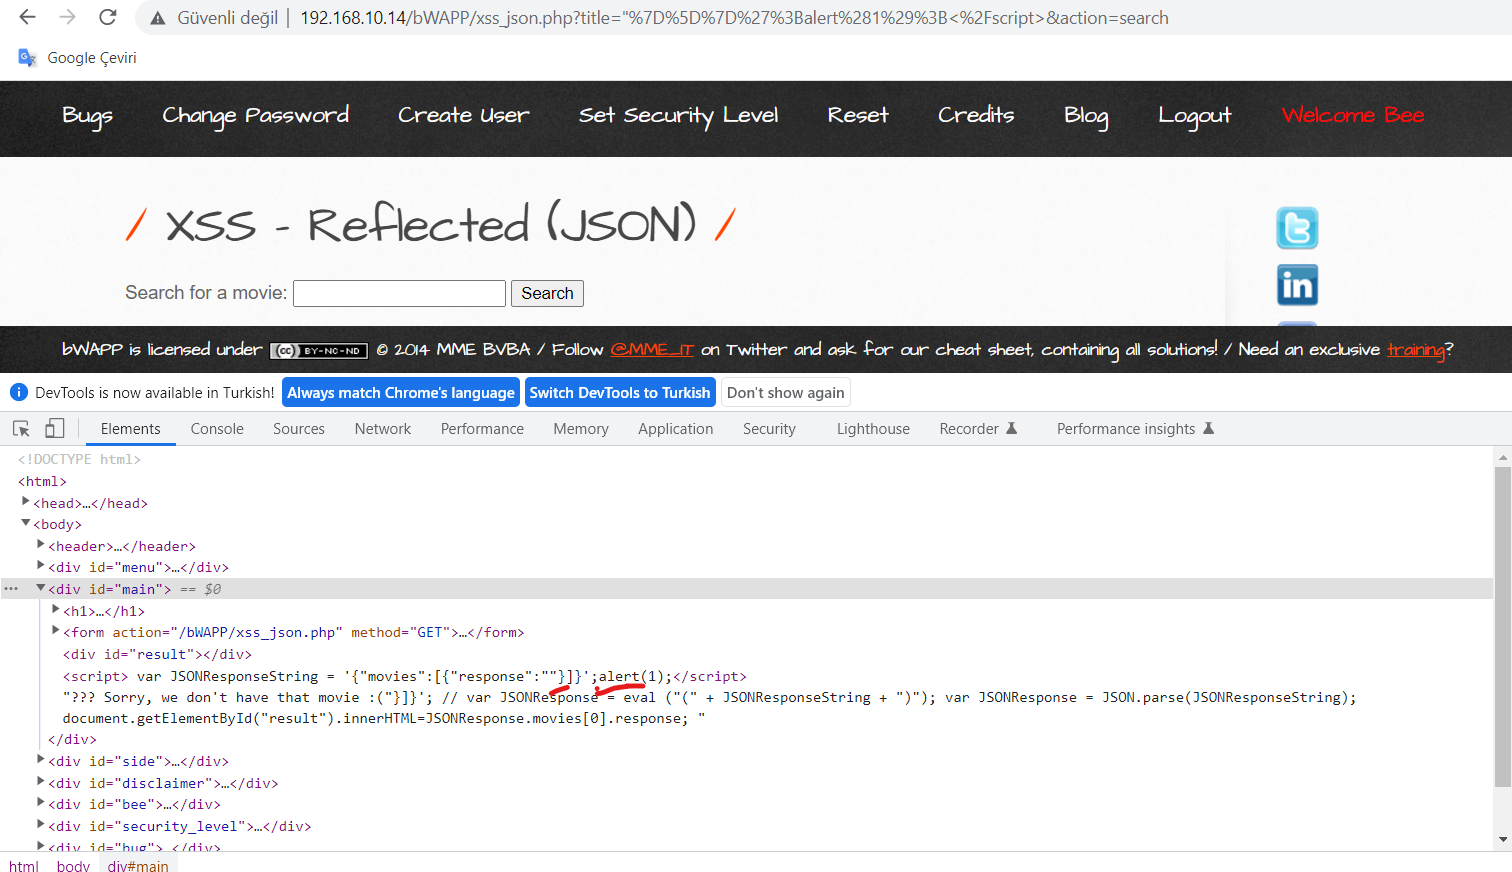 Güvenli değil | 192.168.10.14/bWAPP/xss_json.php?title="%7D%5D%7D%27%3Balert%281%29%3B<%2Fscript>&action=search
Google Çeviri
Bugs Change Password Create User Set Security Level Reset Credits Blog Logout Welcome Bee
/ XSS - Reflected (JSON) /
Search for a movie: Search
bWAPP is licensed under (cc) BY-NC-ND © 2014 MME BVBA / Follow @MME_IT on Twitter and ask for our cheat sheet, containing all solutions! / Need an exclusive training?
DevTools is now available in Turkish! Always match Chrome's language Switch DevTools to Turkish Don't show again
Elements Console Sources Network Performance Memory Application Security Lighthouse Recorder Performance insights
<!DOCTYPE html>
<html>
<head>…</head>
<body>
<header>…</header>
<div id="menu">…</div>
<div id="main"> == $0
<h1>…</h1>
<form action="/bWAPP/xss_json.php" method="GET">…</form>
<div id="result"></div>
<script> var JSONResponseString = '{"movies":[{"response":""}]}';alert(1);</script>
"??? Sorry, we don't have that movie :("}]}'; // var JSONResponse = eval ("(" + JSONResponseString + ")"); var JSONResponse = JSON.parse(JSONResponseString);
document.getElementById("result").innerHTML=JSONResponse.movies[0].response; "
</div>
<div id="side">…</div>
<div id="disclaimer">…</div>
<div id="bee">…</div>
<div id="security_level">…</div>
<div id="bug">…</div>
html body div#main